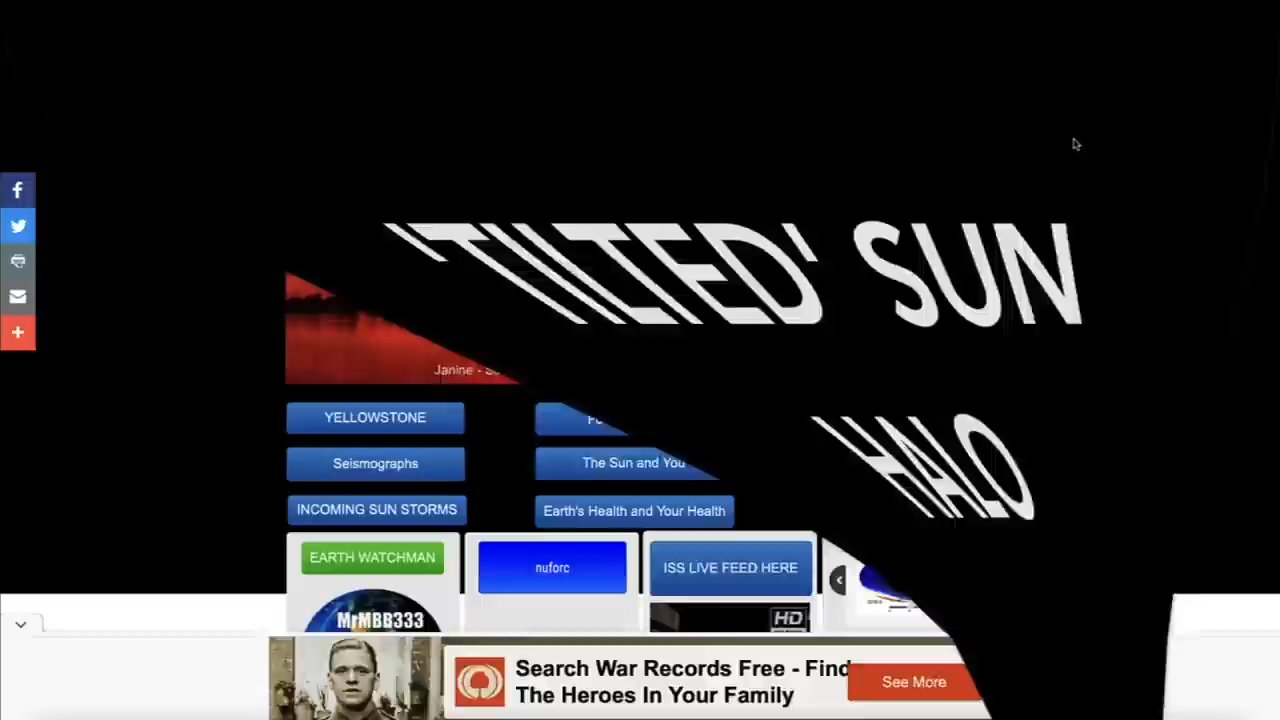 'TILTED' SUN
Janine -
HALO
YELLOWSTONE
Seismographs
The Sun and You
INCOMING SUN STORMS
Earth's Health and Your Health
EARTH WATCHMAN
nuforc
ISS LIVE FEED HERE
MrMBB333
HD
Search War Records Free - Find
The Heroes In Your Family
See More